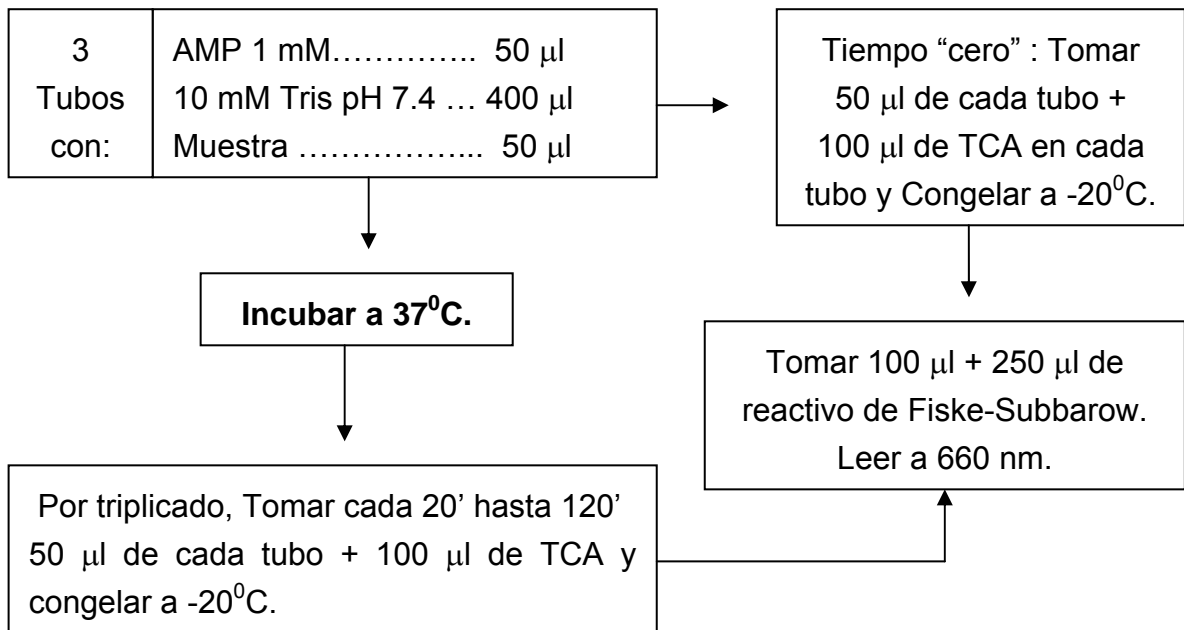 3
Tubos
con:
AMP 1 mM………….. 50 μl
10 mM Tris pH 7.4 … 400 μl
Muestra ……………... 50 μl
Tiempo “cero” : Tomar
50 μl de cada tubo +
100 μl de TCA en cada
tubo y Congelar a -20⁰C.
Incubar a 37⁰C.
Tomar 100 μl + 250 μl de
reactivo de Fiske-Subbarow.
Leer a 660 nm.
Por triplicado, Tomar cada 20’ hasta 120’
50 μl de cada tubo + 100 μl de TCA y
congelar a -20⁰C.